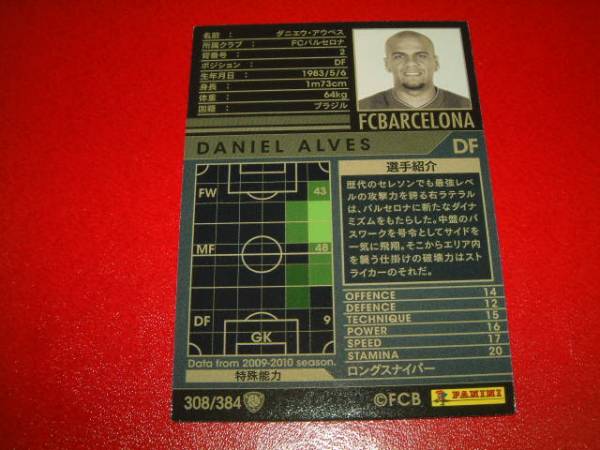 名前 : ダニエウ・アウベス
所属クラブ : FCバルセロナ
背番号 : 2
ポジション : DF
生年月日 : 1983/5/6
身長 : 1m73cm
体重 : 64kg
国籍 : ブラジル
FCBARCELONA
DANIEL ALVES DF
FW 43
MF 48
DF 9
GK
Data from 2009-2010 season.
特殊能力
選手紹介
歴代のセレソンでも最強レベ
ルの攻撃力を誇る右ラテラル
は、バルセロナに新たなダイナ
ミズムをもたらした。中盤のパ
スワークを号令としてサイドを
一気に飛翔。そこからエリア内
を襲う仕掛けの破壊力はスト
ライカーのそれだ。
OFFENCE 14
DEFENCE 12
TECHNIQUE 15
POWER 16
SPEED 17
STAMINA 20
ロングスナイパー
308/384
©FCB
PANINI